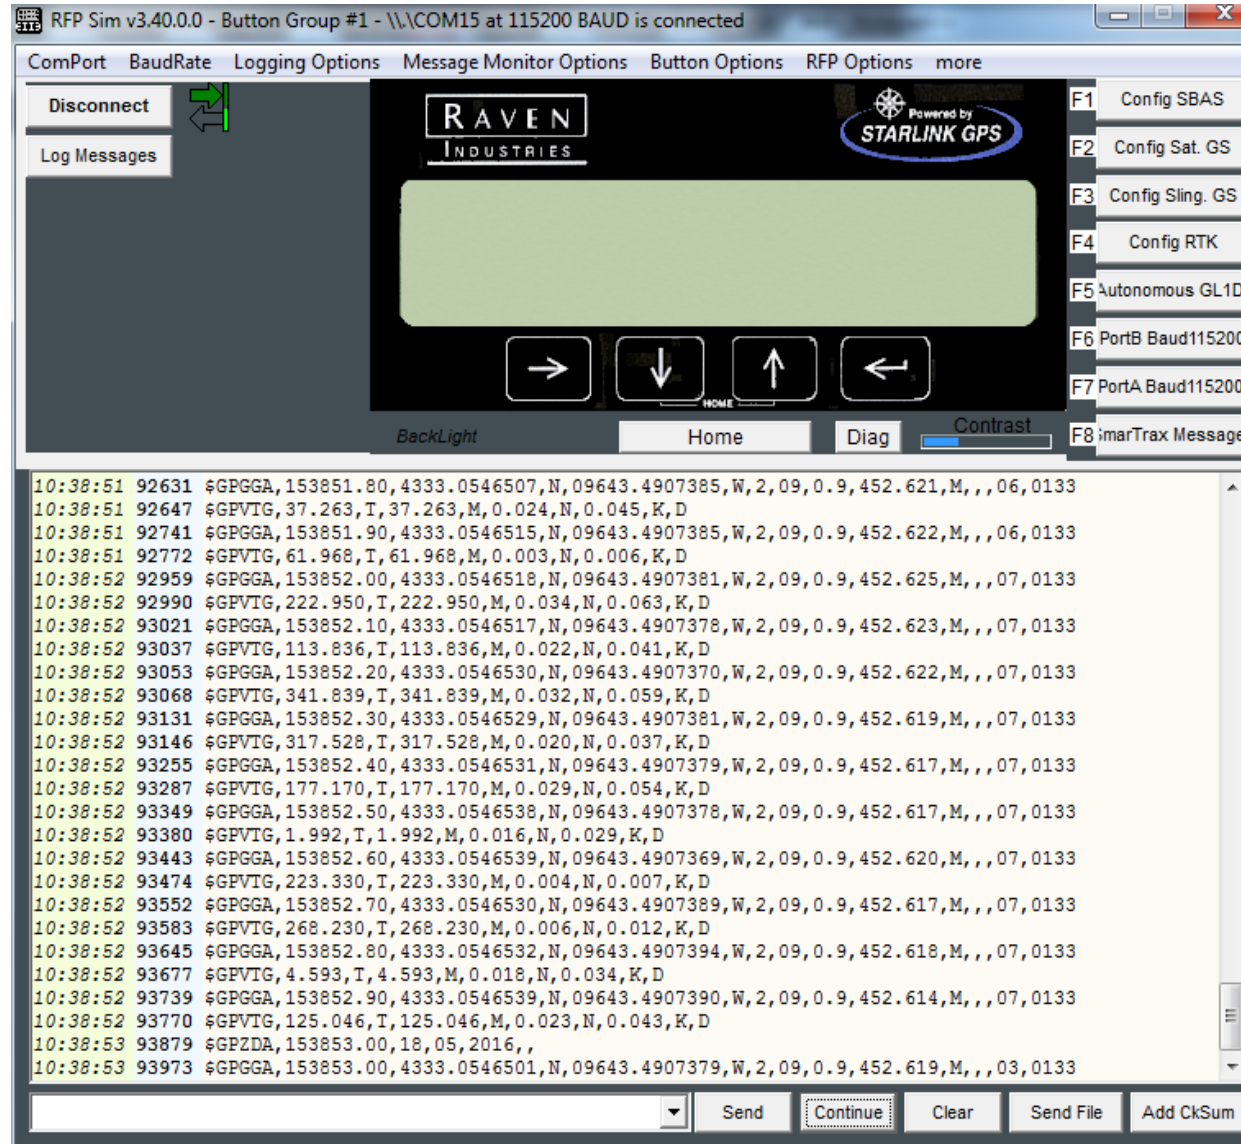 RFP Sim v3.40.0.0 - Button Group #1 - \\.\COM15 at 115200 BAUD is connected
ComPort BaudRate Logging Options Message Monitor Options Button Options RFP Options more
Disconnect
Log Messages
RAVEN
INDUSTRIES
Powered by
STARLINK GPS
HOME
BackLight
Home
Diag
Contrast
F1 Config SBAS
F2 Config Sat. GS
F3 Config Sling. GS
F4 Config RTK
F5 Autonomous GL1D
F6 PortB Baud115200
F7 PortA Baud115200
F8 SmarTrax Message
10:38:51 92631 $GPGGA,153851.80,4333.0546507,N,09643.4907385,W,2,09,0.9,452.621,M,,,06,0133
10:38:51 92647 $GPVTG,37.263,T,37.263,M,0.024,N,0.045,K,D
10:38:51 92741 $GPGGA,153851.90,4333.0546515,N,09643.4907385,W,2,09,0.9,452.622,M,,,06,0133
10:38:51 92772 $GPVTG,61.968,T,61.968,M,0.003,N,0.006,K,D
10:38:52 92959 $GPGGA,153852.00,4333.0546518,N,09643.4907381,W,2,09,0.9,452.625,M,,,07,0133
10:38:52 92990 $GPVTG,222.950,T,222.950,M,0.034,N,0.063,K,D
10:38:52 93021 $GPGGA,153852.10,4333.0546517,N,09643.4907378,W,2,09,0.9,452.623,M,,,07,0133
10:38:52 93037 $GPVTG,113.836,T,113.836,M,0.022,N,0.041,K,D
10:38:52 93053 $GPGGA,153852.20,4333.0546530,N,09643.4907370,W,2,09,0.9,452.622,M,,,07,0133
10:38:52 93068 $GPVTG,341.839,T,341.839,M,0.032,N,0.059,K,D
10:38:52 93131 $GPGGA,153852.30,4333.0546529,N,09643.4907381,W,2,09,0.9,452.619,M,,,07,0133
10:38:52 93146 $GPVTG,317.528,T,317.528,M,0.020,N,0.037,K,D
10:38:52 93255 $GPGGA,153852.40,4333.0546531,N,09643.4907379,W,2,09,0.9,452.617,M,,,07,0133
10:38:52 93287 $GPVTG,177.170,T,177.170,M,0.029,N,0.054,K,D
10:38:52 93349 $GPGGA,153852.50,4333.0546538,N,09643.4907378,W,2,09,0.9,452.617,M,,,07,0133
10:38:52 93380 $GPVTG,1.992,T,1.992,M,0.016,N,0.029,K,D
10:38:52 93443 $GPGGA,153852.60,4333.0546539,N,09643.4907369,W,2,09,0.9,452.620,M,,,07,0133
10:38:52 93474 $GPVTG,223.330,T,223.330,M,0.004,N,0.007,K,D
10:38:52 93552 $GPGGA,153852.70,4333.0546530,N,09643.4907389,W,2,09,0.9,452.617,M,,,07,0133
10:38:52 93583 $GPVTG,268.230,T,268.230,M,0.006,N,0.012,K,D
10:38:52 93645 $GPGGA,153852.80,4333.0546532,N,09643.4907394,W,2,09,0.9,452.618,M,,,07,0133
10:38:52 93677 $GPVTG,4.593,T,4.593,M,0.018,N,0.034,K,D
10:38:52 93739 $GPGGA,153852.90,4333.0546539,N,09643.4907390,W,2,09,0.9,452.614,M,,,07,0133
10:38:52 93770 $GPVTG,125.046,T,125.046,M,0.023,N,0.043,K,D
10:38:53 93879 $GPZDA,153853.00,18,05,2016,,
10:38:53 93973 $GPGGA,153853.00,4333.0546501,N,09643.4907379,W,2,09,0.9,452.619,M,,,03,0133
Send Continue Clear Send File Add CkSum